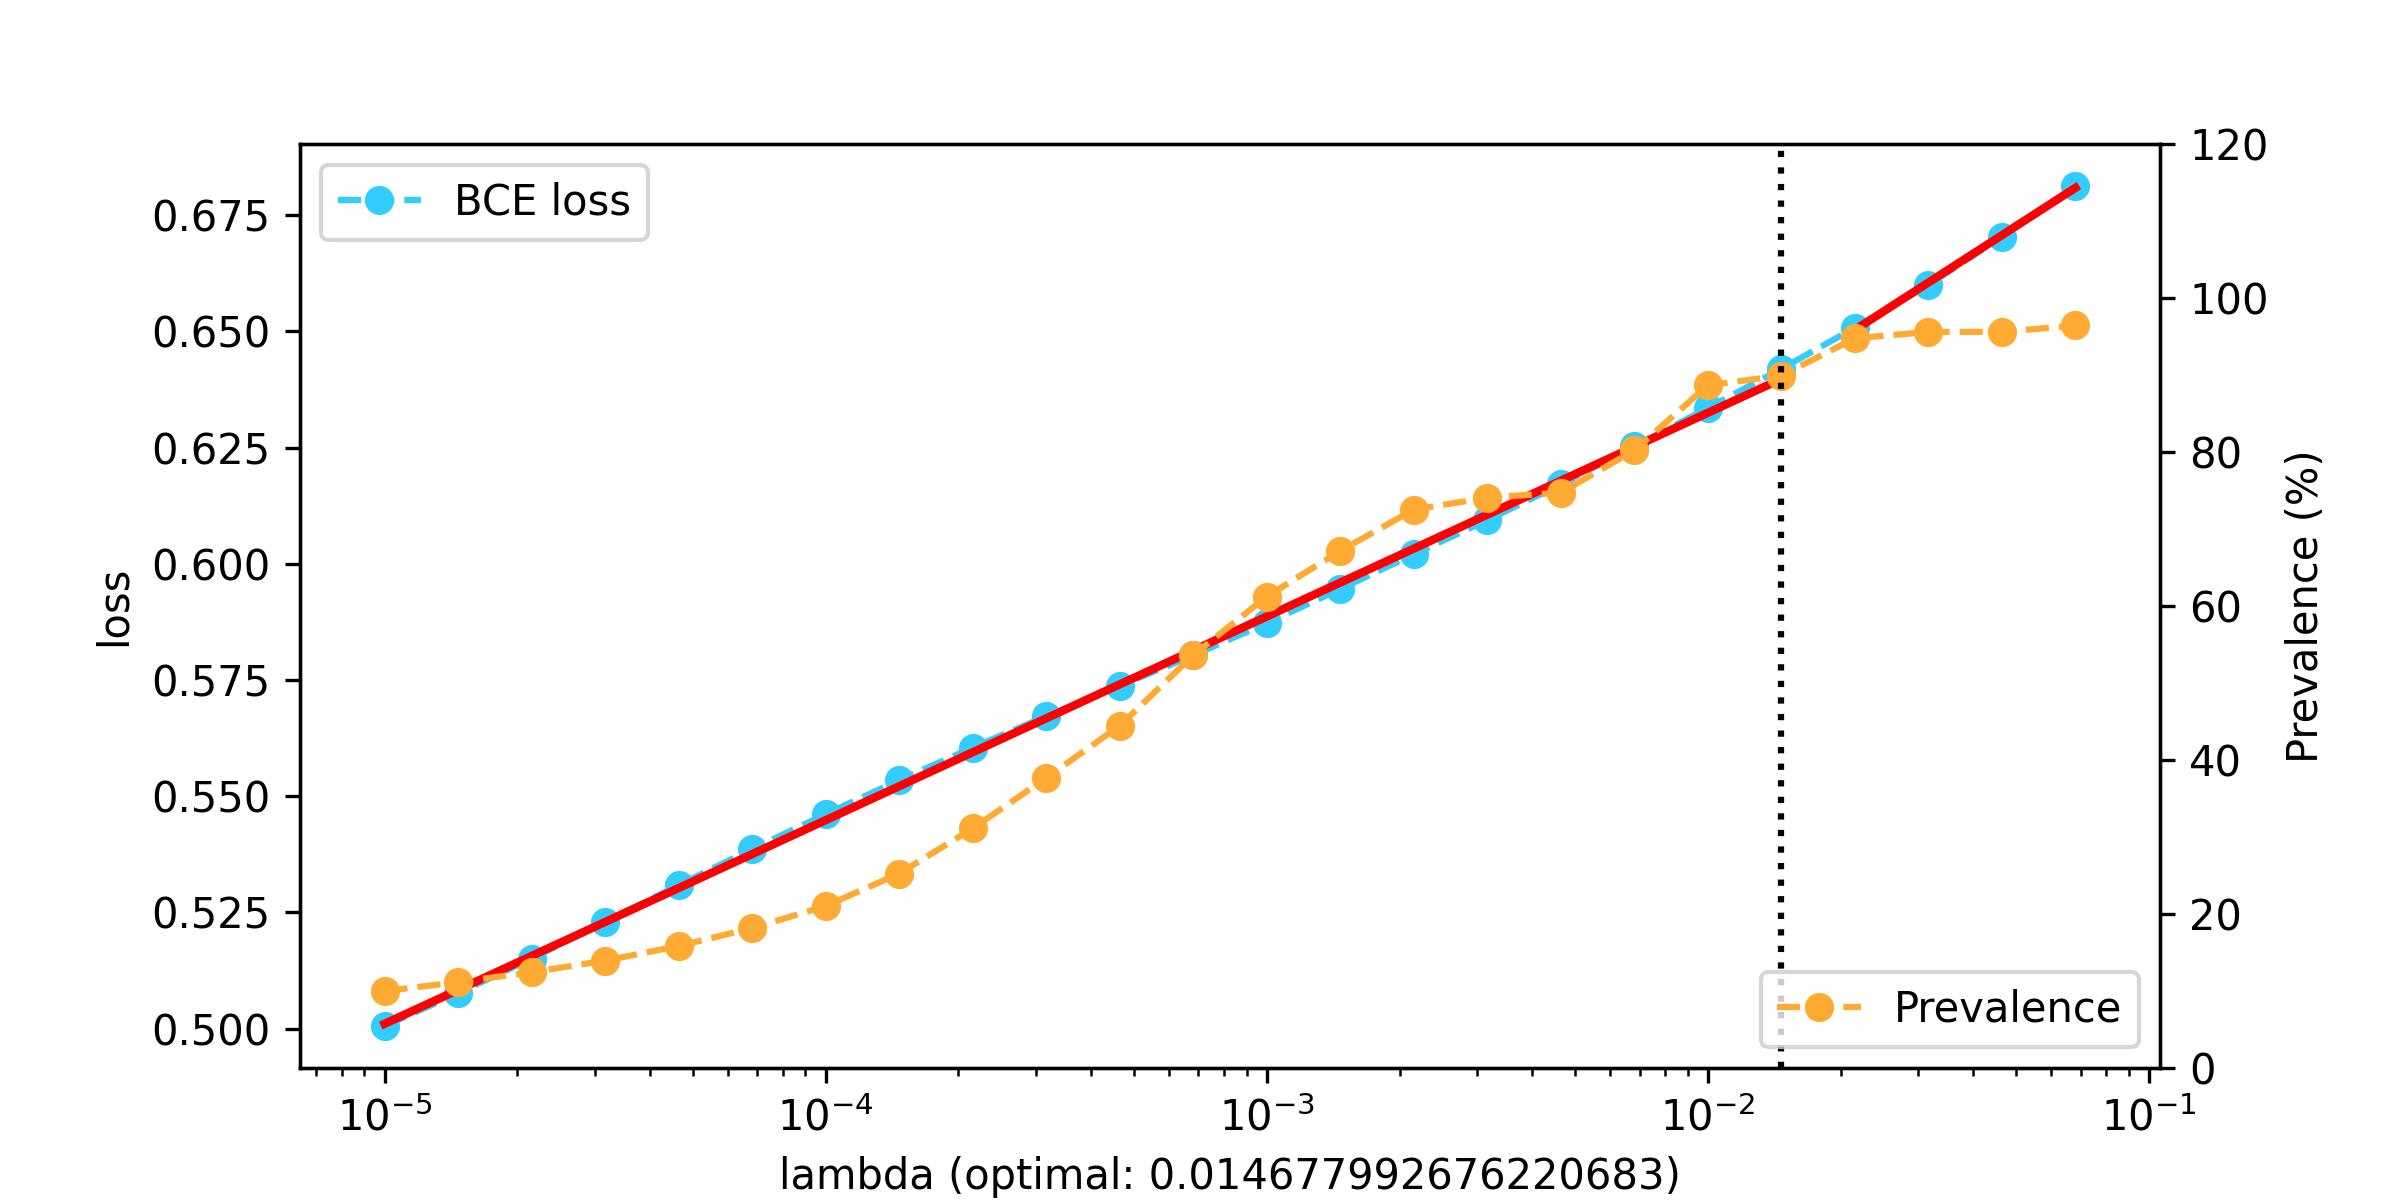 BCE loss
Prevalence
loss
0.675
0.650
0.625
0.600
0.575
0.550
0.525
0.500
120
100
80
60
40
20
0
Prevalence (%)
10⁻⁵ 10⁻⁴ 10⁻³ 10⁻² 10⁻¹
lambda (optimal: 0.014677992676220683)